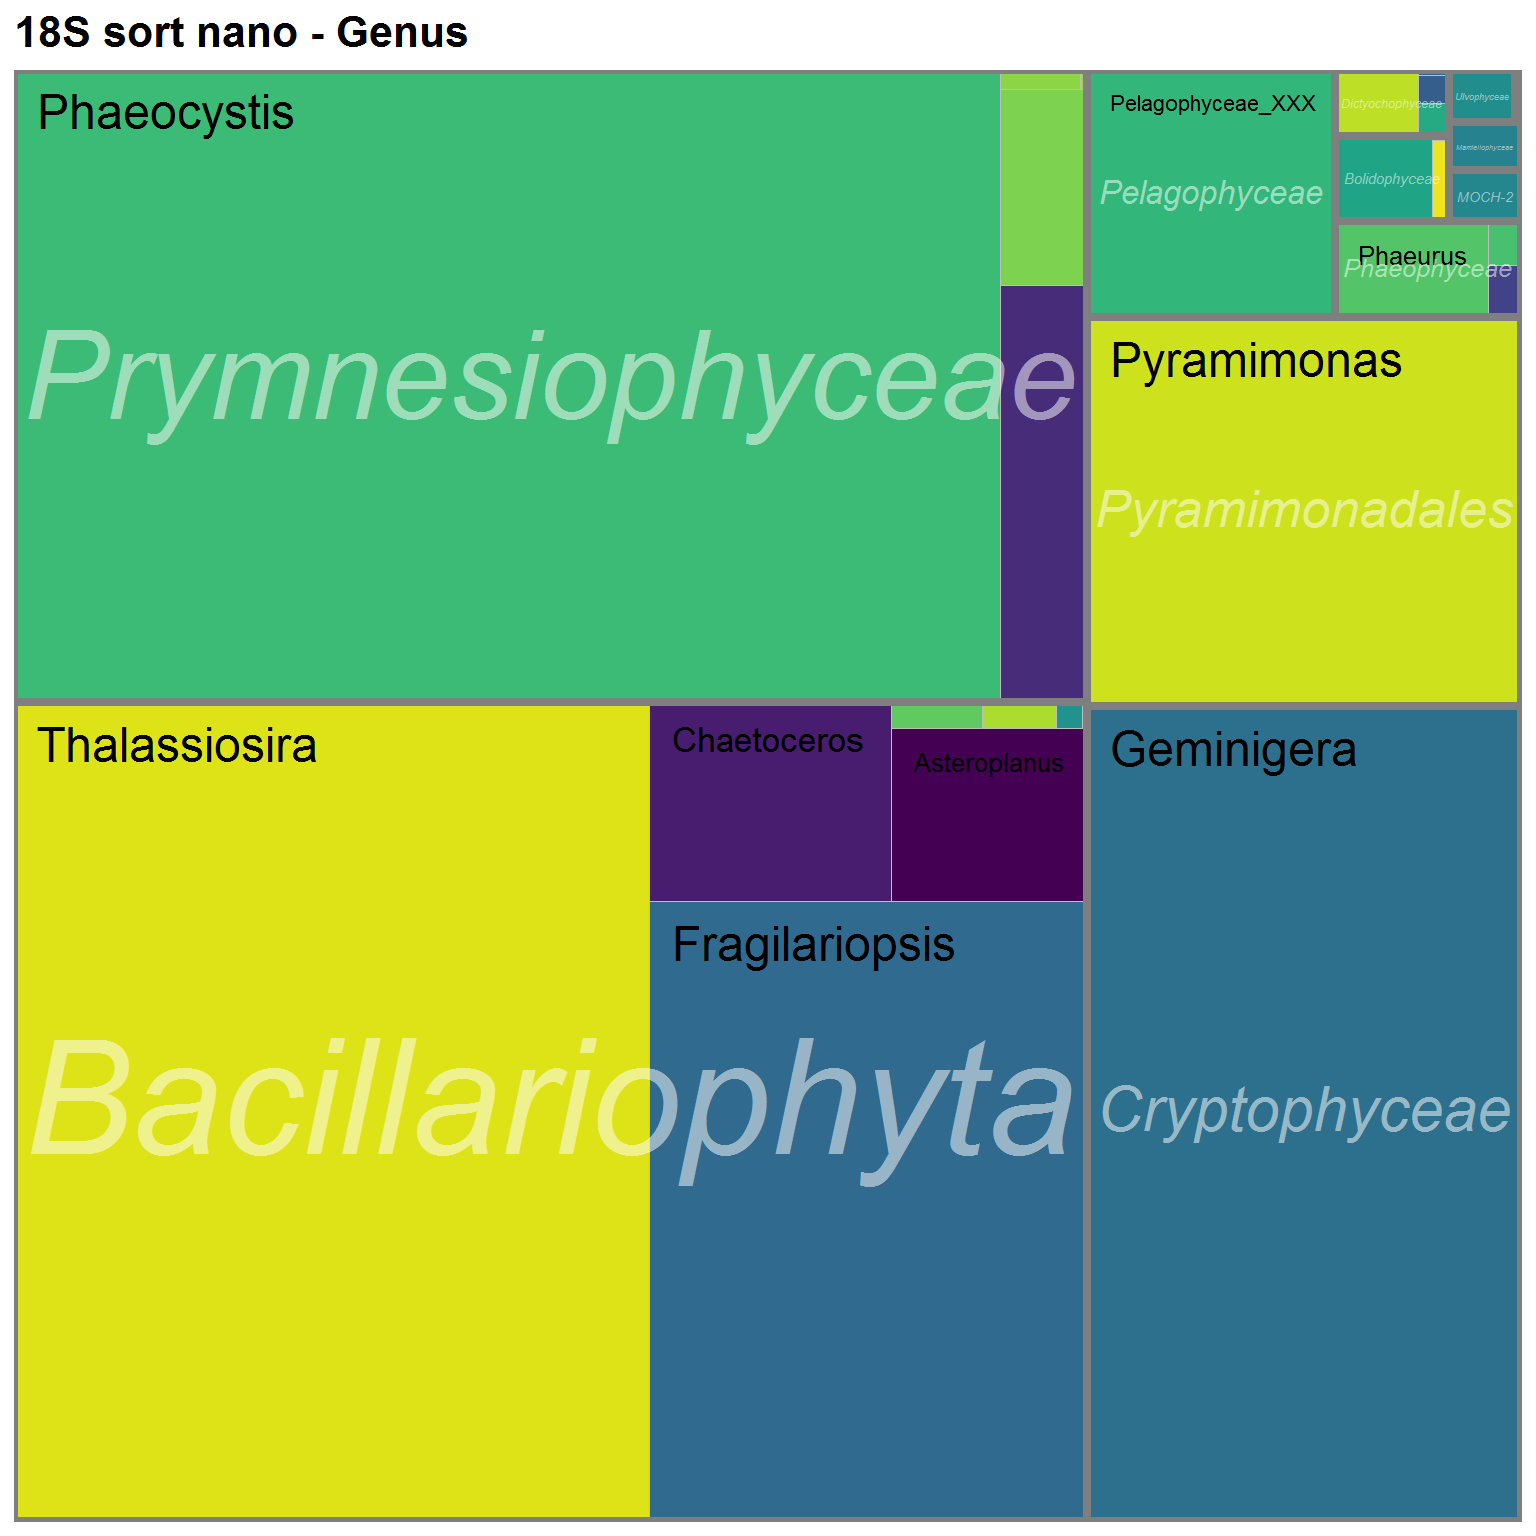 18S sort nano - Genus
Phaeocystis
Prymnesiophyceae
Pelagophyceae_XXX
Pelagophyceae
Dictyochophyceae
Ulvophyceae
Mamiellophyceae
Bolidophyceae
MOCH-2
Phaeurus
Phaeophyceae
Pyramimonas
Pyramimonadales
Thalassiosira
Chaetoceros
Asteroplanus
Fragilariopsis
Bacillariophyta
Geminigera
Cryptophyceae